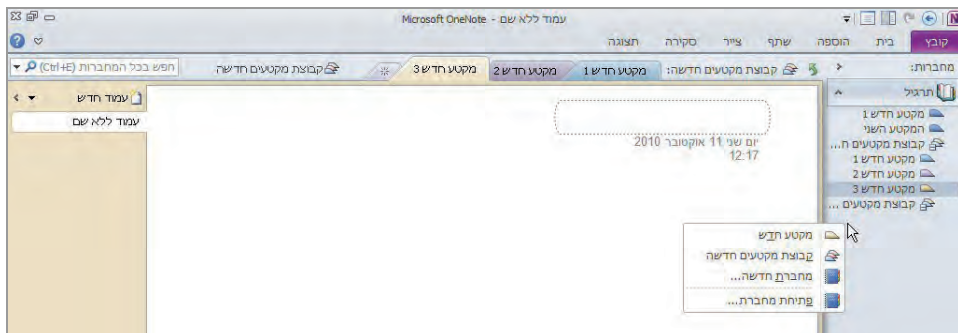 עמוד ללא שם - Microsoft OneNote
קובץ בית הוספה שתף צייר סקירה תצוגה
מחברות:
קבוצת מקטעים חדשה: מקטע חדש 1 מקטע חדש 2 מקטע חדש 3 קבוצת מקטעים חדשה
חפש בכל המחברות (Ctrl+E)
תרגיל
מקטע חדש 1
המקטע השני
קבוצת מקטעים ח...
מקטע חדש 1
מקטע חדש 2
מקטע חדש 3
קבוצת מקטעים ...
יום שני 11 אוקטובר 2010
12:17
עמוד חדש
עמוד ללא שם
מקטע חדש
קבוצת מקטעים חדשה
מחברת חדשה...
פתיחת מחברת...